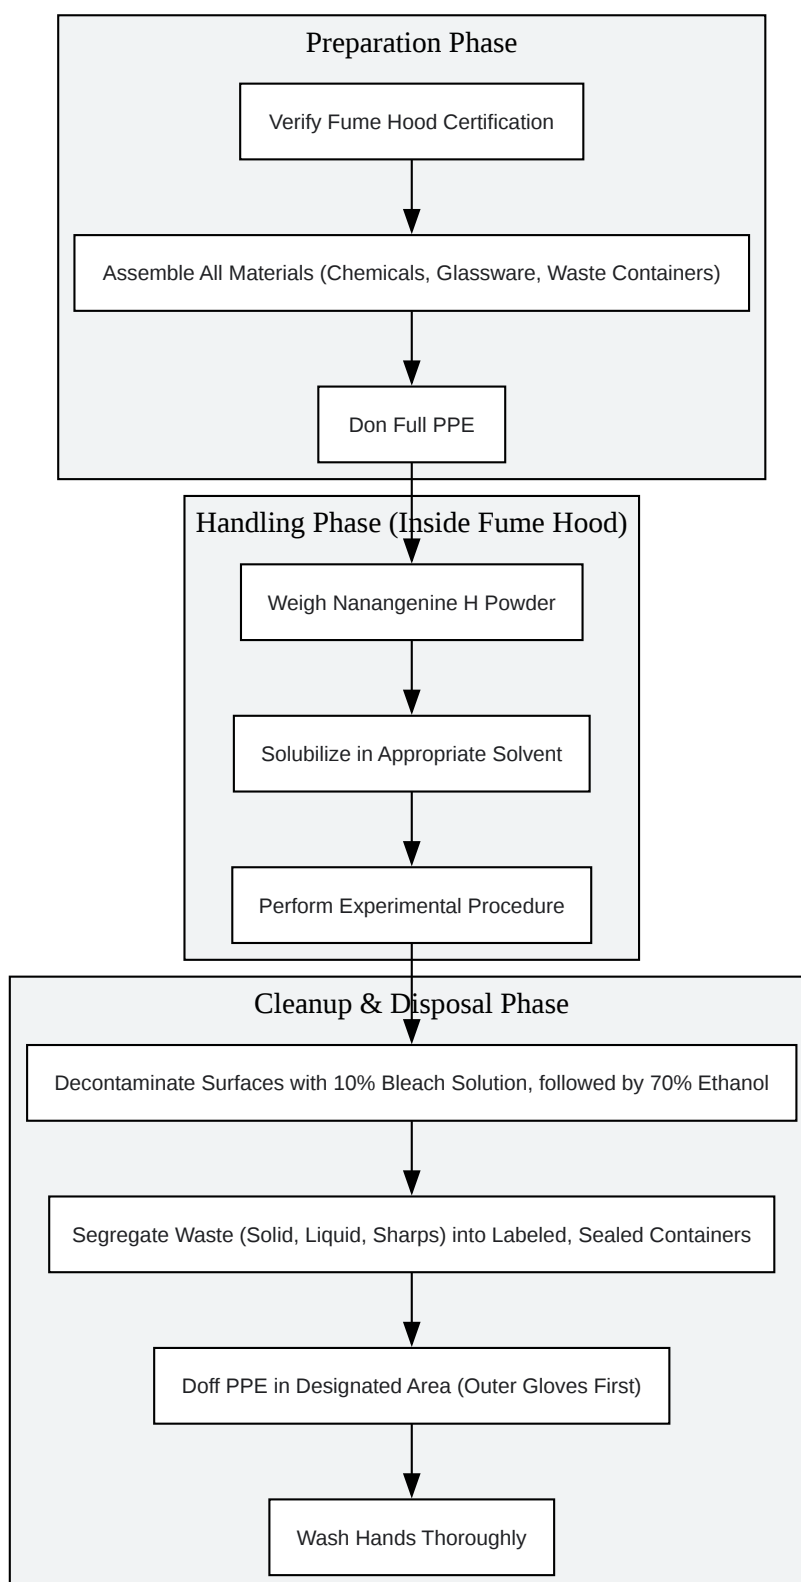 Preparation Phase
Verify Fume Hood Certification
Assemble All Materials (Chemicals, Glassware, Waste Containers)
Don Full PPE
Handling Phase (Inside Fume Hood)
Weigh Nanangenine H Powder
Solubilize in Appropriate Solvent
Perform Experimental Procedure
Cleanup & Disposal Phase
Decontaminate Surfaces with 10% Bleach Solution, followed by 70% Ethanol
Segregate Waste (Solid, Liquid, Sharps) into Labeled, Sealed Containers
Doff PPE in Designated Area (Outer Gloves First)
Wash Hands Thoroughly